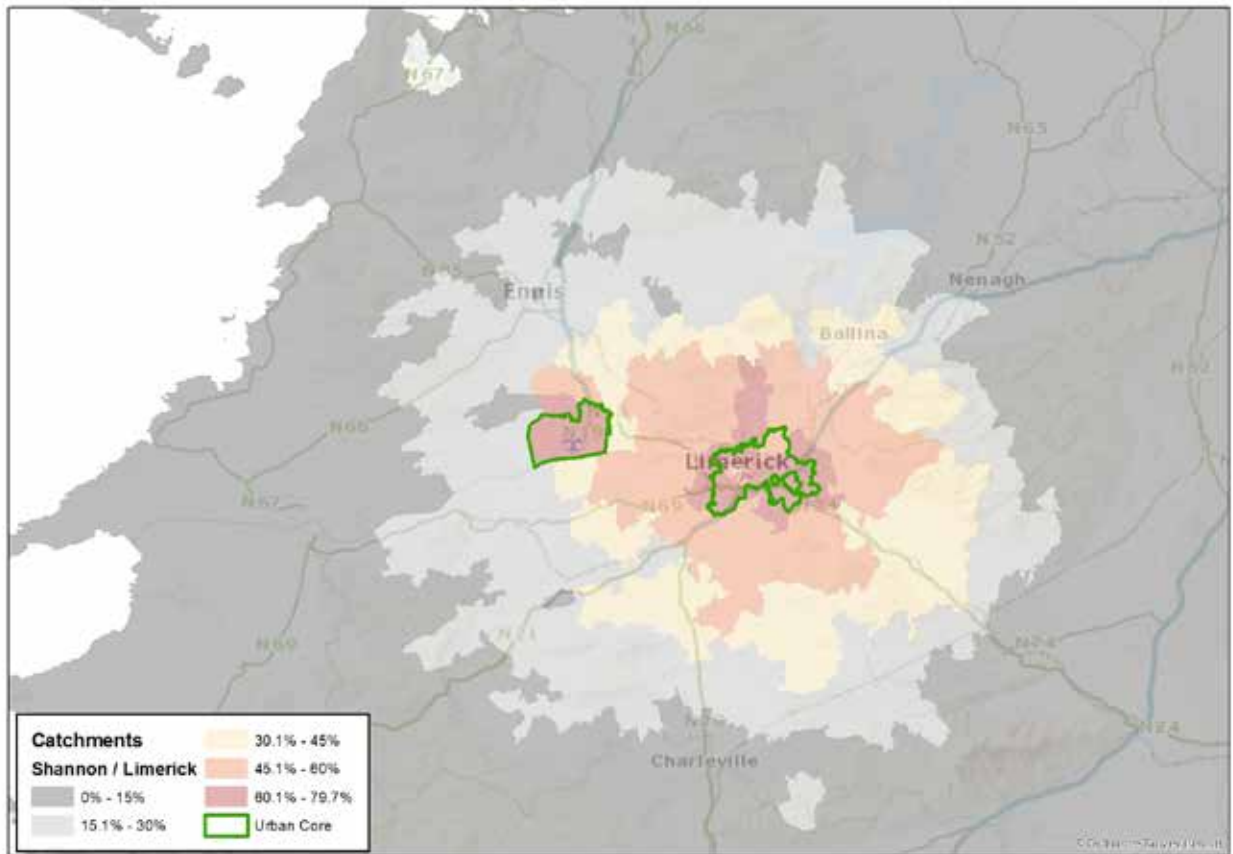 N66
N67
N65
N52
N85
Ennis
Nenagh
Ballina
N68
Limerick
N67
N69
N24
N69
N21
N24
N24
Charleville
Catchments
Shannon / Limerick
0% - 15%
15.1% - 30%
30.1% - 45%
45.1% - 60%
60.1% - 79.7%
Urban Core